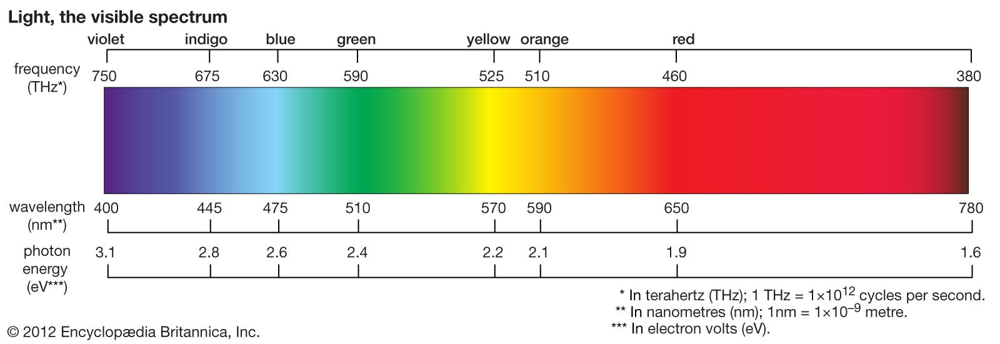 Light, the visible spectrum
violet indigo blue green yellow orange red
frequency
(THz*)
750 675 630 590 525 510 460 380
wavelength
(nm**)
400 445 475 510 570 590 650 780
photon
energy
(eV***)
3.1 2.8 2.6 2.4 2.2 2.1 1.9 1.6
* In terahertz (THz); 1 THz = 1×10¹² cycles per second.
** In nanometres (nm); 1nm = 1×10⁻⁹ metre.
*** In electron volts (eV).
© 2012 Encyclopædia Britannica, Inc.